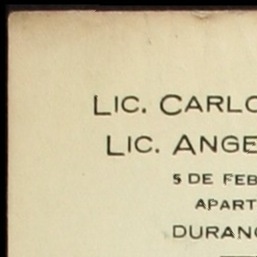 LIC. CARLO
LIC. ANGE
5 DE FEB
APART
DURANG